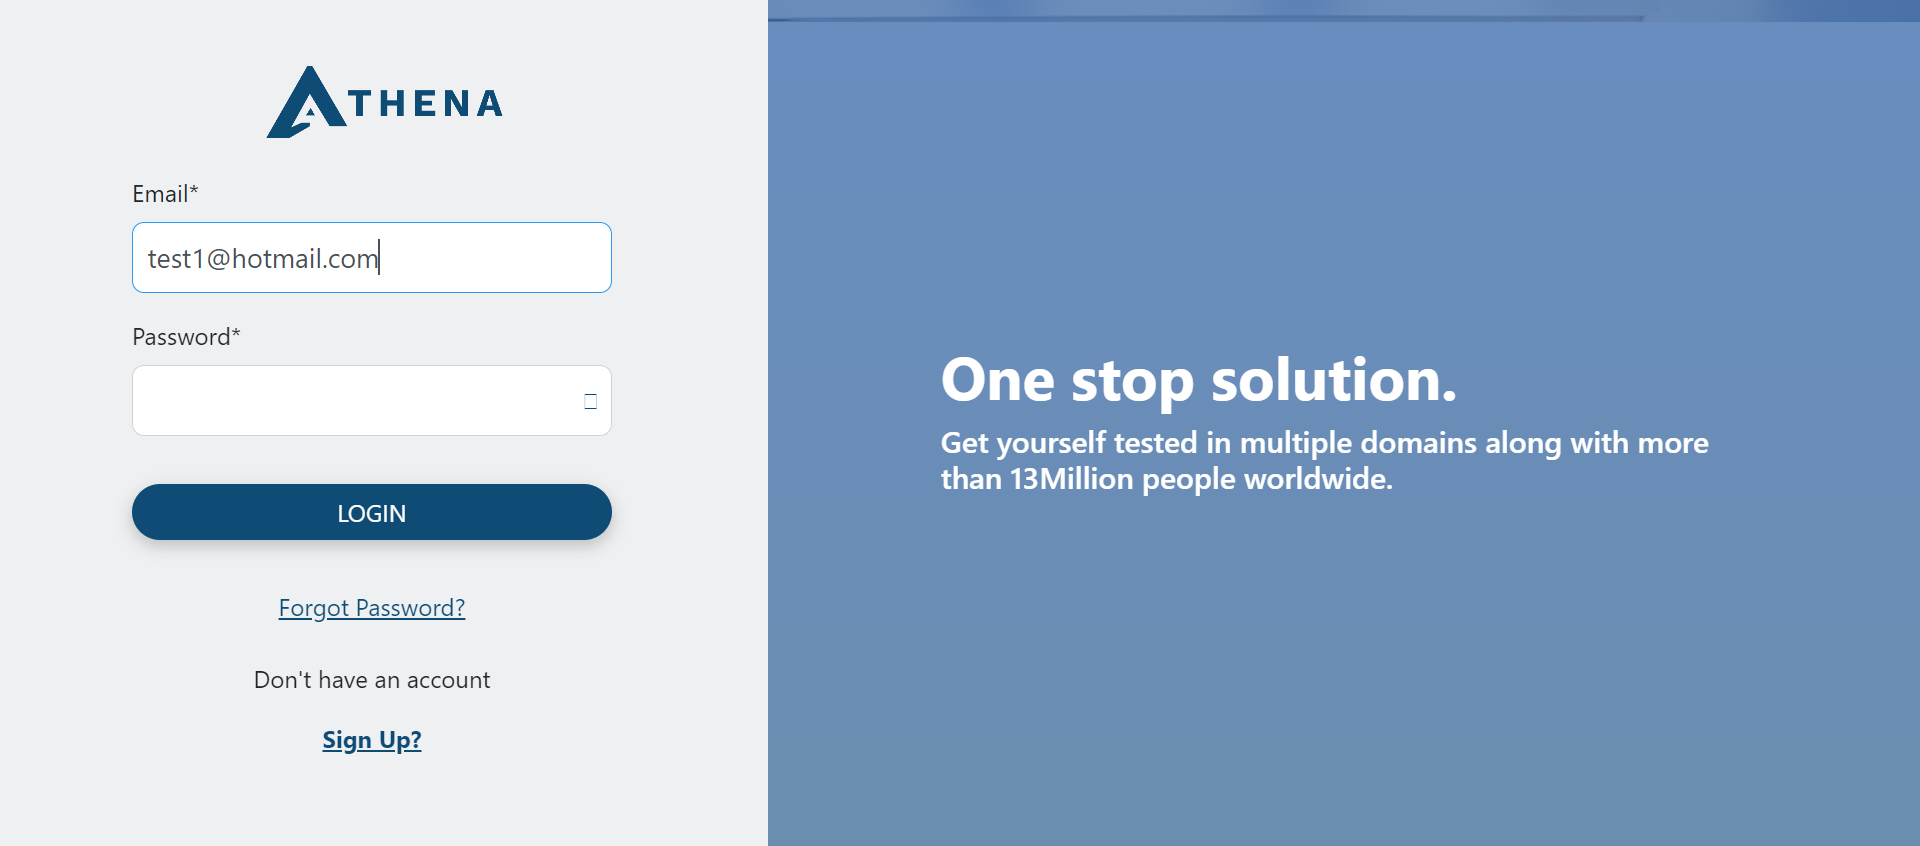 ATHENA
Email*
test1@hotmail.com
Password*
LOGIN
Forgot Password?
Don't have an account
Sign Up?
One stop solution.
Get yourself tested in multiple domains along with more
than 13Million people worldwide.